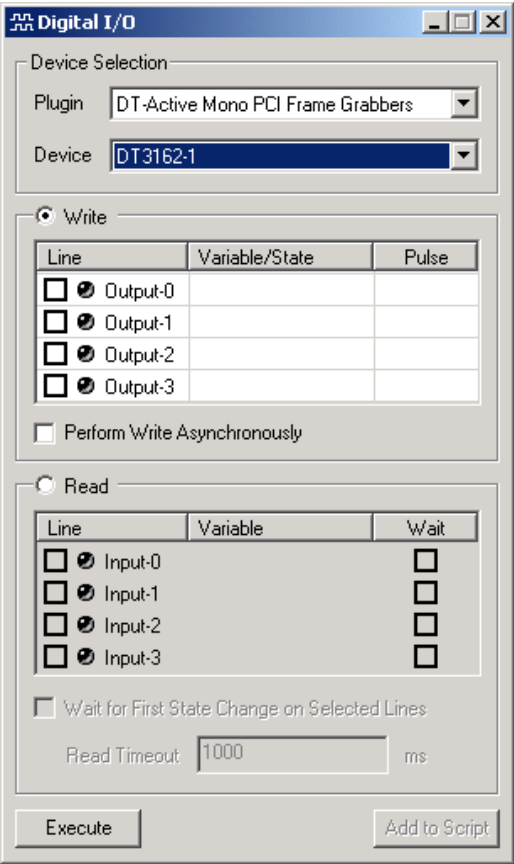 Digital I/O
Device Selection
Plugin DT-Active Mono PCI Frame Grabbers
Device DT3162-1
Write
Line Variable/State Pulse
Output-0
Output-1
Output-2
Output-3
Perform Write Asynchronously
Read
Line Variable Wait
Input-0
Input-1
Input-2
Input-3
Wait for First State Change on Selected Lines
Read Timeout 1000 ms
Execute Add to Script